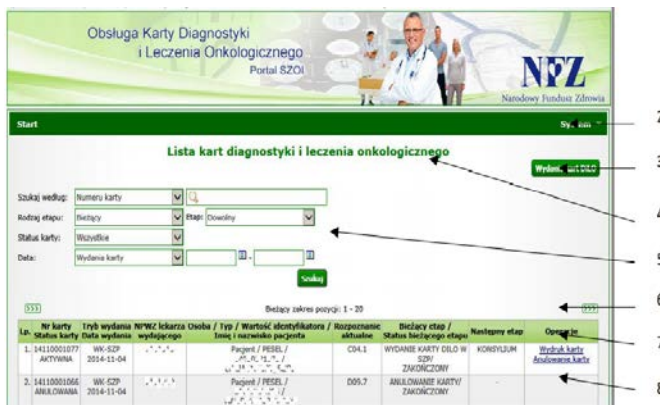 Obsługa Karty Diagnostyki
i Leczenia Onkologicznego
Portal SZOI
NFZ
Narodowy Fundusz Zdrowia
Start
System
2
Lista kart diagnostyki i leczenia onkologicznego
3
Szukaj według: Numeru karty
4
Rodzaj etapu: Bieżący Etap: Dowolny
Status karty: Wszystkie
5
Data: Wydania karty -
Szukaj
Bieżący zakres pozycji: 1 - 20
6
Lp. Nr karty Status karty Tryb wydania Data wydania NPWZ lekarza wydającego Osoba / Typ / Wartość identyfikatora / Imię i nazwisko pacjenta Rozpoznanie aktualne Bieżący etap / Status bieżącego etapu Następny etap Operacje
7
1. 14110001077 WK-SZP Pacjent / PESEL / C04.1 WYDANIE KARTY DILO W KONSYLIUM Wydruk karty
AKTYWNA 2014-11-04 SZP/ Anulowanie karty
ZAKOŃCZONY
8
2. 14110001066 WK-SZP Pacjent / PESEL / D09.7 ANULOWANIE KARTY/ -
ANULOWANA 2014-11-04 ZAKOŃCZONY